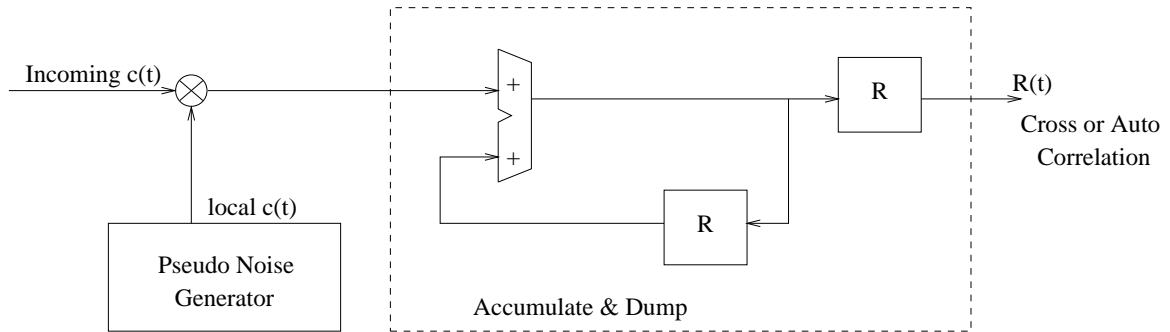 Incoming c(t)
+
R
R(t)
Cross or Auto
Correlation
+
local c(t)
R
Pseudo Noise
Generator
Accumulate & Dump